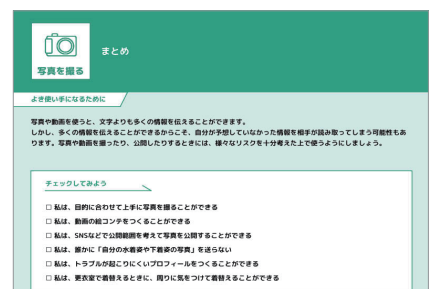 写真を撮る
まとめ
よき使い手になるために
写真や動画を使うと、文字よりも多くの情報を伝えることができます。
しかし、多くの情報を伝えることができるからこそ、自分が予想していなかった情報を相手が読み取ってしまう可能性もあ
ります。写真や動画を撮ったり、公開したりするときには、様々なリスクを十分考えた上で使うようにしましょう。
チェックしてみよう
□ 私は、目的に合わせて上手に写真を撮ることができる
□ 私は、動画の絵コンテをつくることができる
□ 私は、SNSなどで公開範囲を考えて写真を公開することができる
□ 私は、誰かに「自分の水着姿や下着姿の写真」を送らない
□ 私は、トラブルが起こりにくいプロフィールをつくることができる
□ 私は、更衣室で着替えるときに、周りに気をつけて着替えることができる